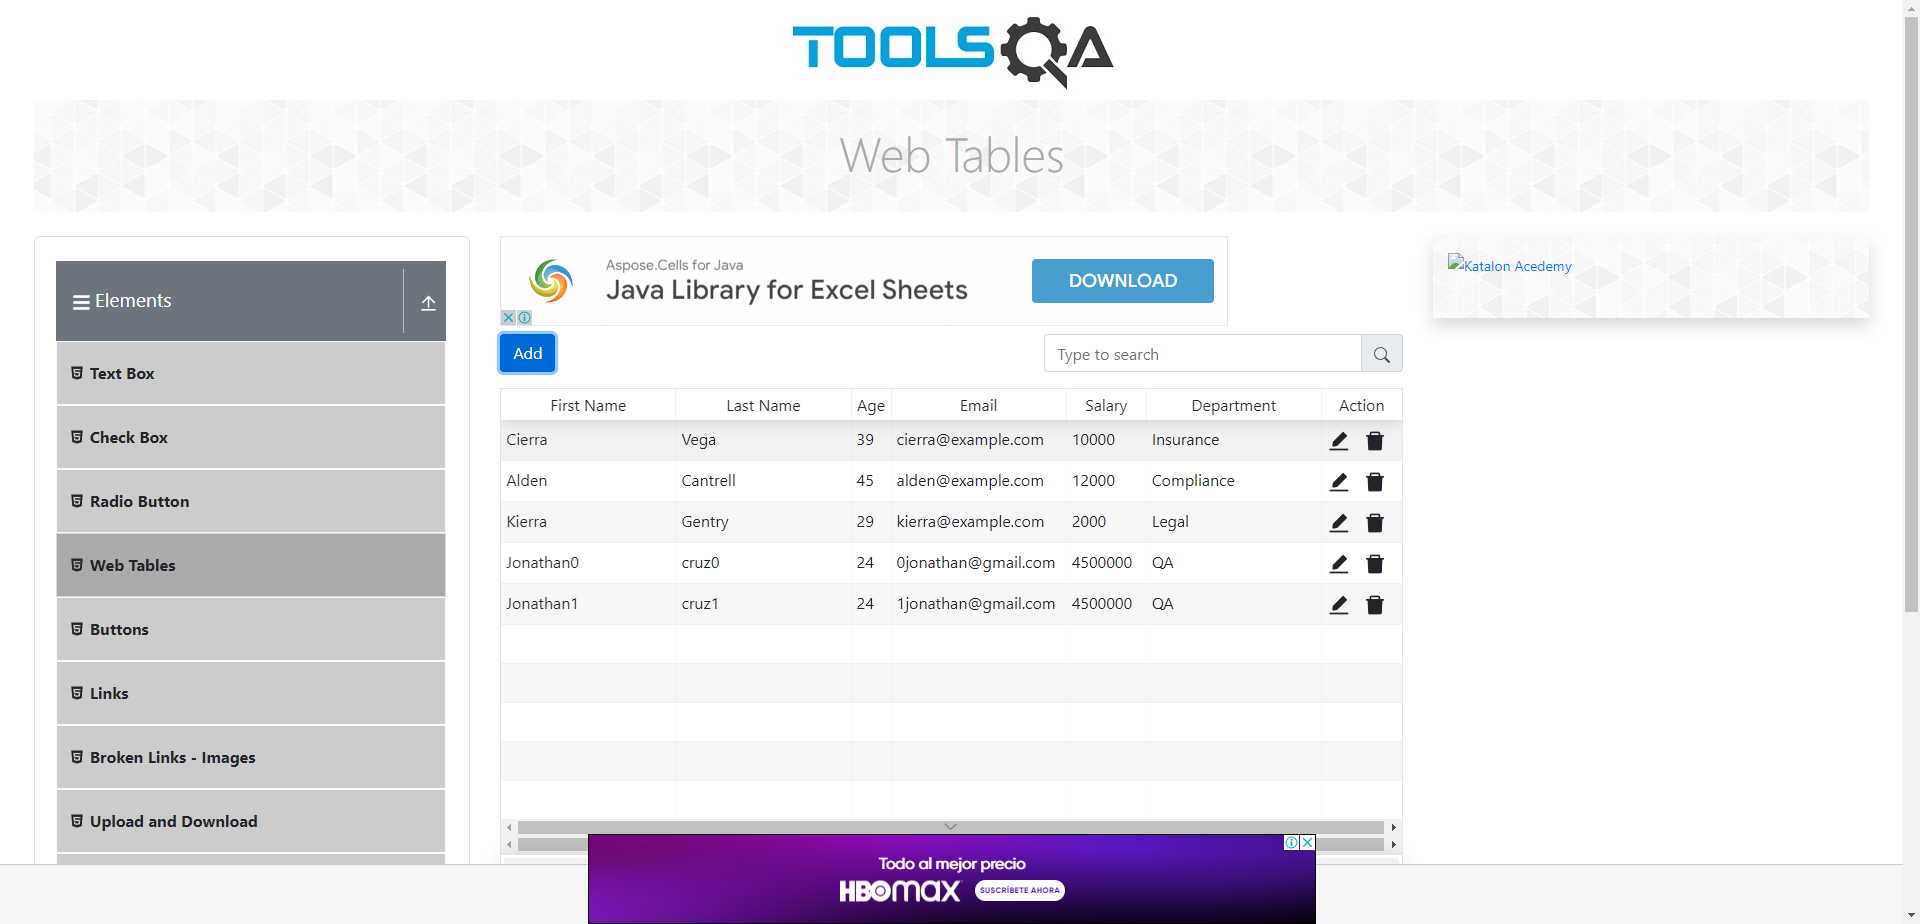 TOOLSQA
Web Tables
Elements
Text Box
Check Box
Radio Button
Web Tables
Buttons
Links
Broken Links - Images
Upload and Download
Aspose.Cells for Java
Java Library for Excel Sheets
DOWNLOAD
Add
Type to search
First Name Last Name Age Email Salary Department Action
Cierra Vega 39 cierra@example.com 10000 Insurance
Alden Cantrell 45 alden@example.com 12000 Compliance
Kierra Gentry 29 kierra@example.com 2000 Legal
Jonathan0 cruz0 24 0jonathan@gmail.com 4500000 QA
Jonathan1 cruz1 24 1jonathan@gmail.com 4500000 QA
Katalon Acedemy
Todo al mejor precio
HBOMAX SUSCRÍBETE AHORA